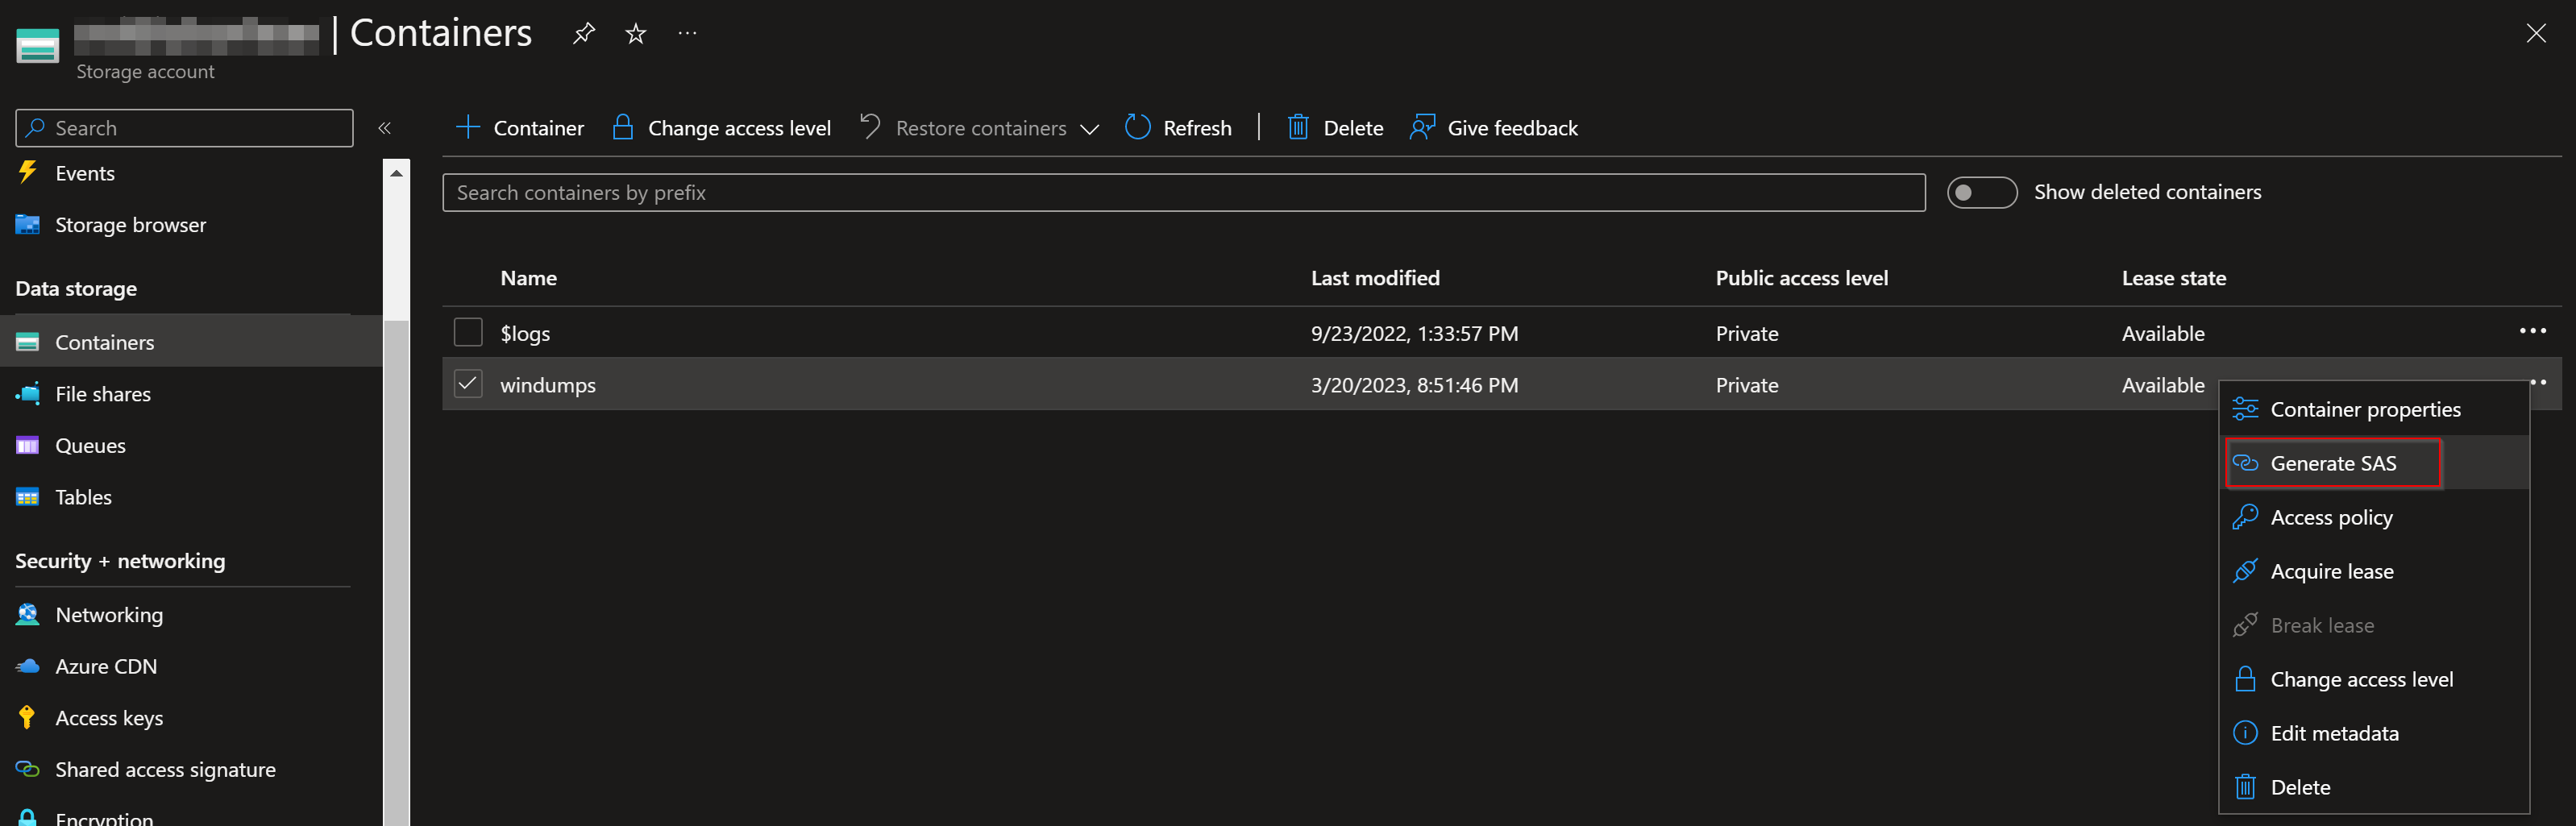 | Containers
Storage account
Search
Events
Storage browser
Data storage
Containers
File shares
Queues
Tables
Security + networking
Networking
Azure CDN
Access keys
Shared access signature
Encryption
Container
Change access level
Restore containers
Refresh
Delete
Give feedback
Search containers by prefix
Show deleted containers
Name Last modified Public access level Lease state
$logs 9/23/2022, 1:33:57 PM Private Available
windumps 3/20/2023, 8:51:46 PM Private Available
Container properties
Generate SAS
Access policy
Acquire lease
Break lease
Change access level
Edit metadata
Delete